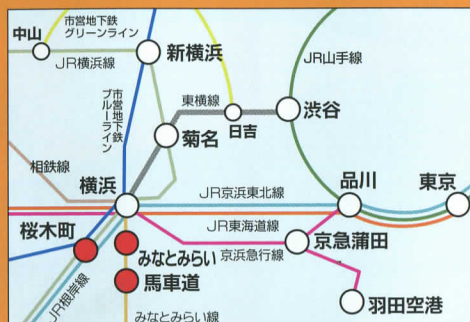 市営地下鉄
グリーンライン
中山
新横浜
JR横浜線
JR山手線
市営地下鉄
ブルーライン
東横線
日吉
渋谷
菊名
相鉄線
横浜
JR京浜東北線
品川
東京
桜木町
JR東海道線
みなとみらい
京浜急行線
京急蒲田
馬車道
JR根岸線
羽田空港
みなとみらい線